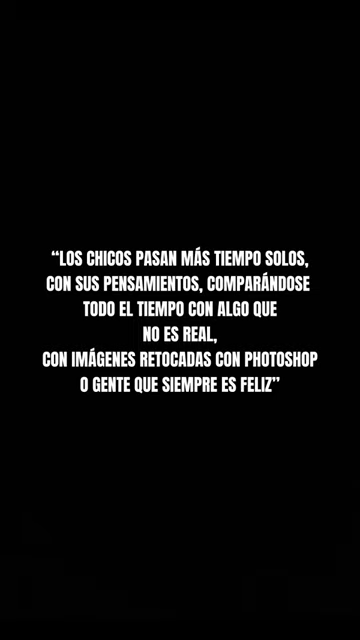 “LOS CHICOS PASAN MÁS TIEMPO SOLOS,
CON SUS PENSAMIENTOS, COMPARÁNDOSE
TODO EL TIEMPO CON ALGO QUE
NO ES REAL,
CON IMÁGENES RETOCADAS CON PHOTOSHOP
O GENTE QUE SIEMPRE ES FELIZ”